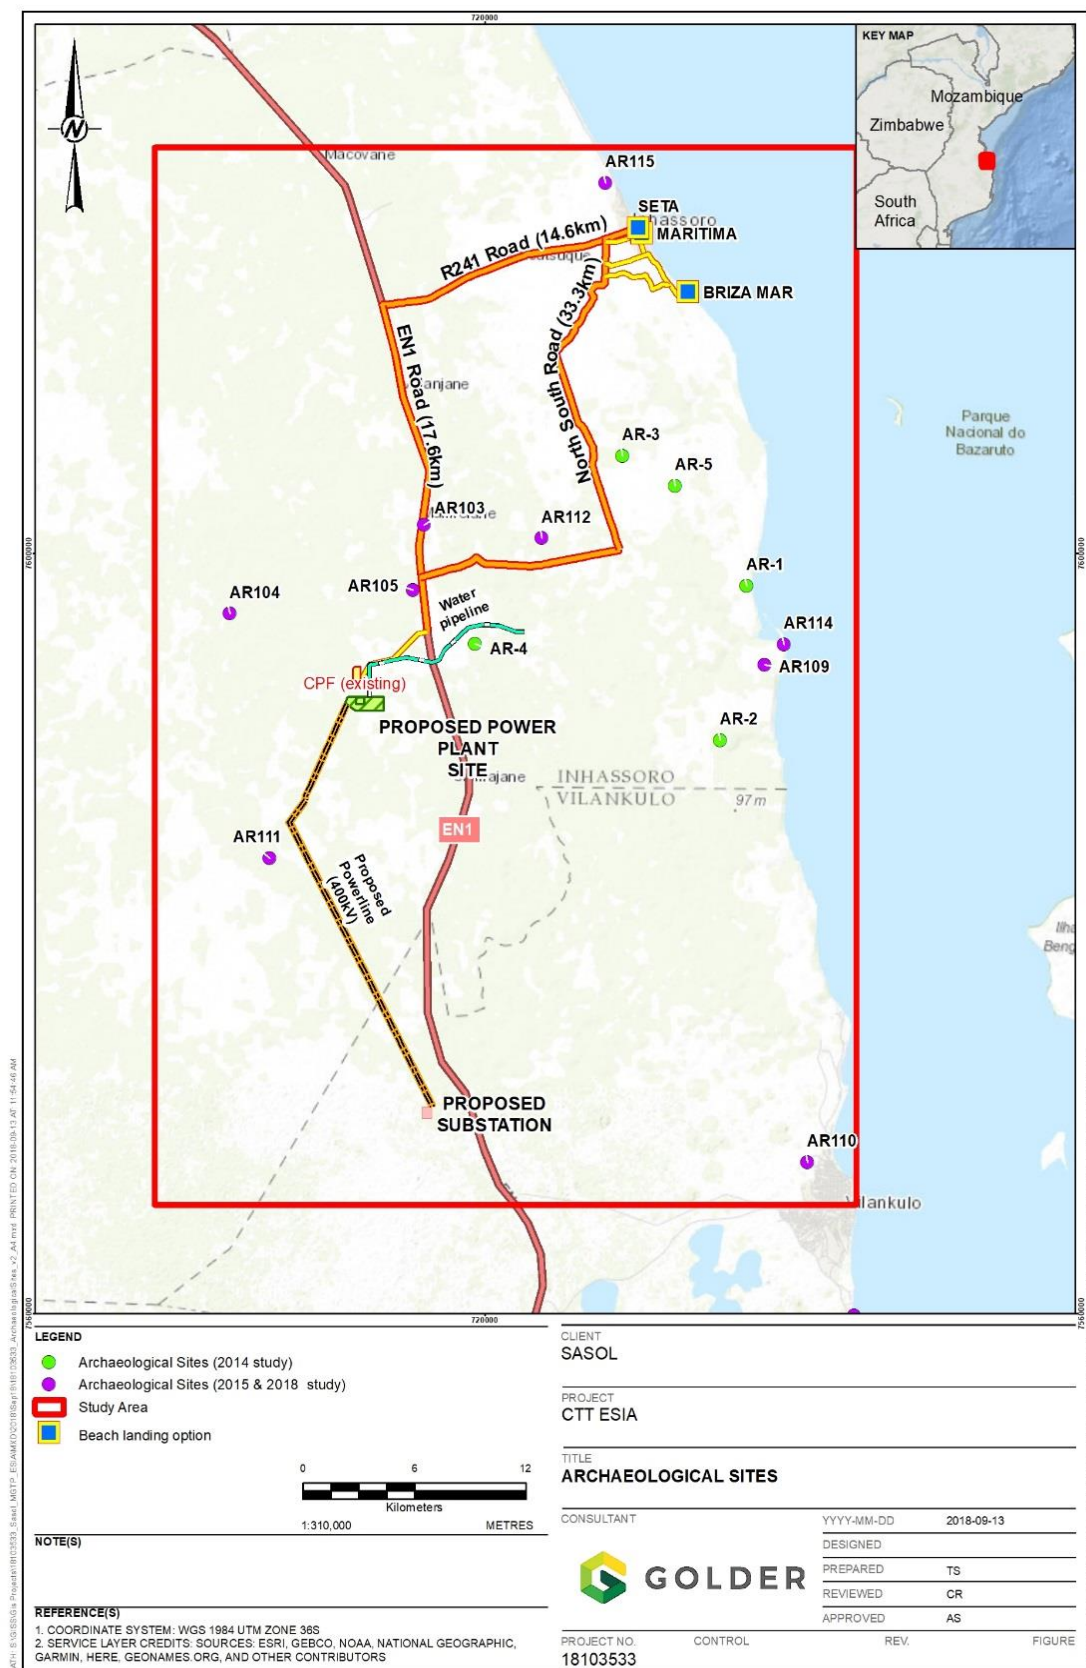 720000
KEY MAP
Mozambique
Zimbabwe
South
Africa
N
Macovane
AR115
SETA
MARITIMA
R241 Road (14.6km)
BRIZA MAR
North South Road (33.3km)
EN1 Road (17.6km)
Parque
Nacional do
Bazaruto
AR-3
AR-5
AR103
AR112
7600000
7600000
AR-1
AR104
AR105
Water
pipeline
AR114
AR-4
AR109
CPF (existing)
AR-2
PROPOSED POWER
PLANT
SITE
INHASSORO
VILANKULO
97 m
EN1
AR111
Proposed
Powerline
(400kV)
PROPOSED
SUBSTATION
AR110
Vilankulo
7560000
7560000
720000
LEGEND
Archaeological Sites (2014 study)
Archaeological Sites (2015 & 2018 study)
Study Area
Beach landing option
0 6 12
Kilometers
1:310,000 METRES
NOTE(S)
REFERENCE(S)
1. COORDINATE SYSTEM: WGS 1984 UTM ZONE 36S
2. SERVICE LAYER CREDITS: SOURCES: ESRI, GEBCO, NOAA, NATIONAL GEOGRAPHIC,
GARMIN, HERE, GEONAMES.ORG, AND OTHER CONTRIBUTORS
CLIENT
SASOL
PROJECT
CTT ESIA
TITLE
ARCHAEOLOGICAL SITES
CONSULTANT
GOLDER
YYYY-MM-DD 2018-09-13
DESIGNED
PREPARED TS
REVIEWED CR
APPROVED AS
PROJECT NO. CONTROL REV. FIGURE
18103533